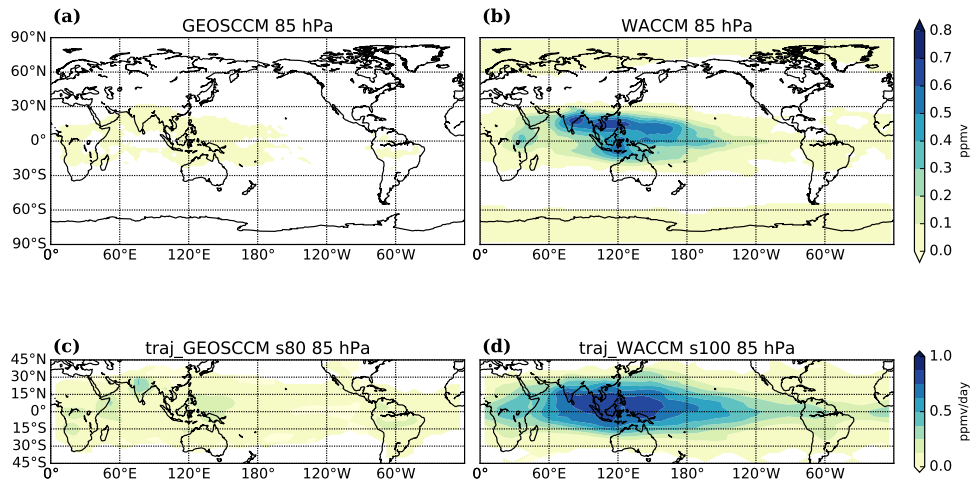 (a) GEOSCCM 85 hPa
(b) WACCM 85 hPa
90°N
60°N
30°N
0°
30°S
60°S
90°S
0° 60°E 120°E 180° 120°W 60°W
0° 60°E 120°E 180° 120°W 60°W
0.8
0.7
0.6
0.5
0.4
0.3
0.2
0.1
0.0
ppmv
(c) traj_GEOSCCM s80 85 hPa
(d) traj_WACCM s100 85 hPa
45°N
30°N
15°N
0°
15°S
30°S
45°S
0° 60°E 120°E 180° 120°W 60°W
0° 60°E 120°E 180° 120°W 60°W
1.0
0.5
0.0
ppmv/day